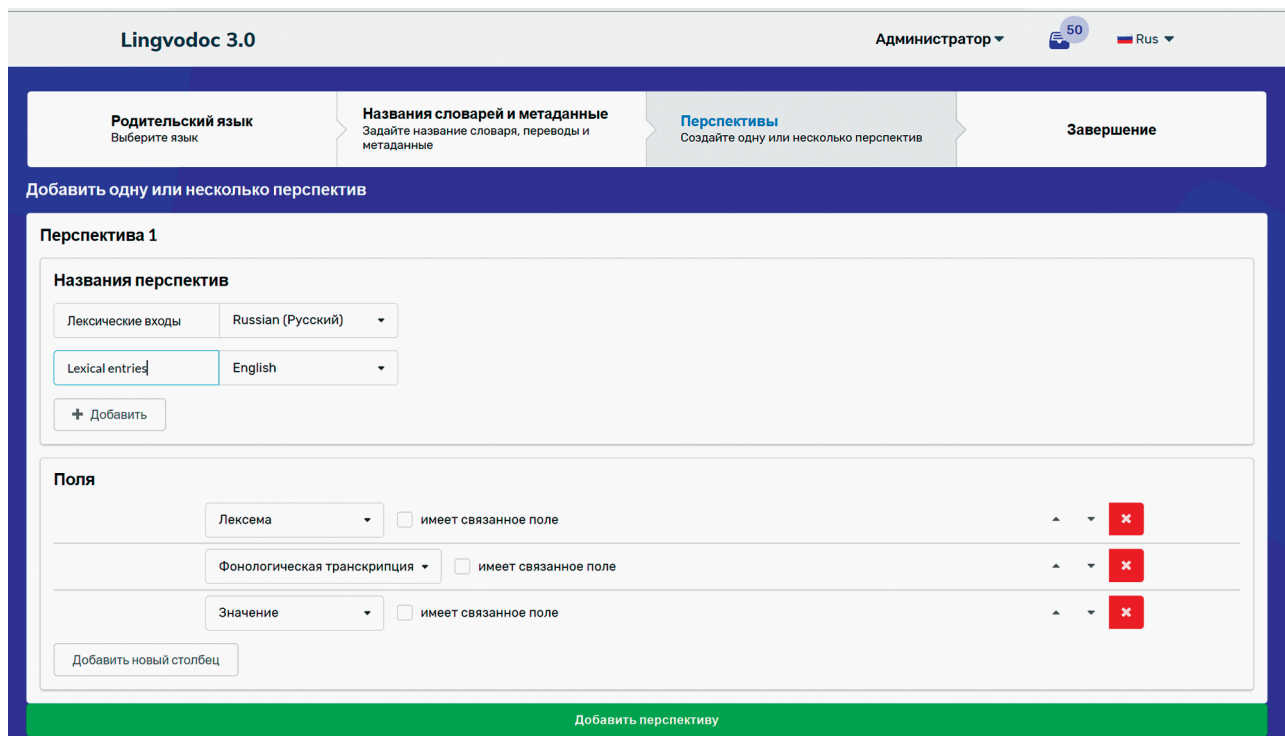 Lingvodoc 3.0
Администратор
50
Rus
Родительский язык
Выберите язык
Названия словарей и метаданные
Задайте название словаря, переводы и
метаданные
Перспективы
Создайте одну или несколько перспектив
Завершение
Добавить одну или несколько перспектив
Перспектива 1
Названия перспектив
Лексические входы
Russian (Русский)
Lexical entries
English
Добавить
Поля
Лексема
имеет связанное поле
Фонологическая транскрипция
имеет связанное поле
Значение
имеет связанное поле
Добавить новый столбец
Добавить перспективу